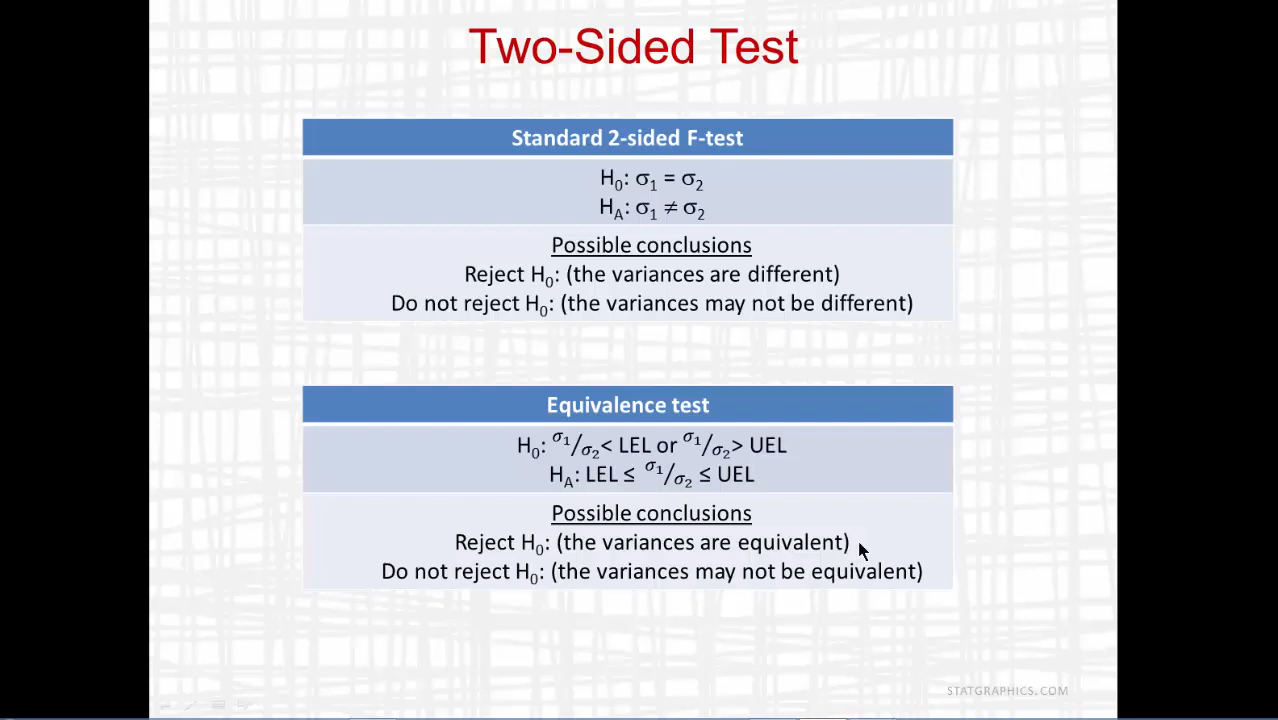 Two-Sided Test
Standard 2-sided F-test
H₀: σ₁ = σ₂
H_A: σ₁ ≠ σ₂
Possible conclusions
Reject H₀: (the variances are different)
Do not reject H₀: (the variances may not be different)
Equivalence test
H₀: σ₁/σ₂< LEL or σ₁/σ₂> UEL
H_A: LEL ≤ σ₁/σ₂ ≤ UEL
Possible conclusions
Reject H₀: (the variances are equivalent)
Do not reject H₀: (the variances may not be equivalent)
STATGRAPHICS.COM